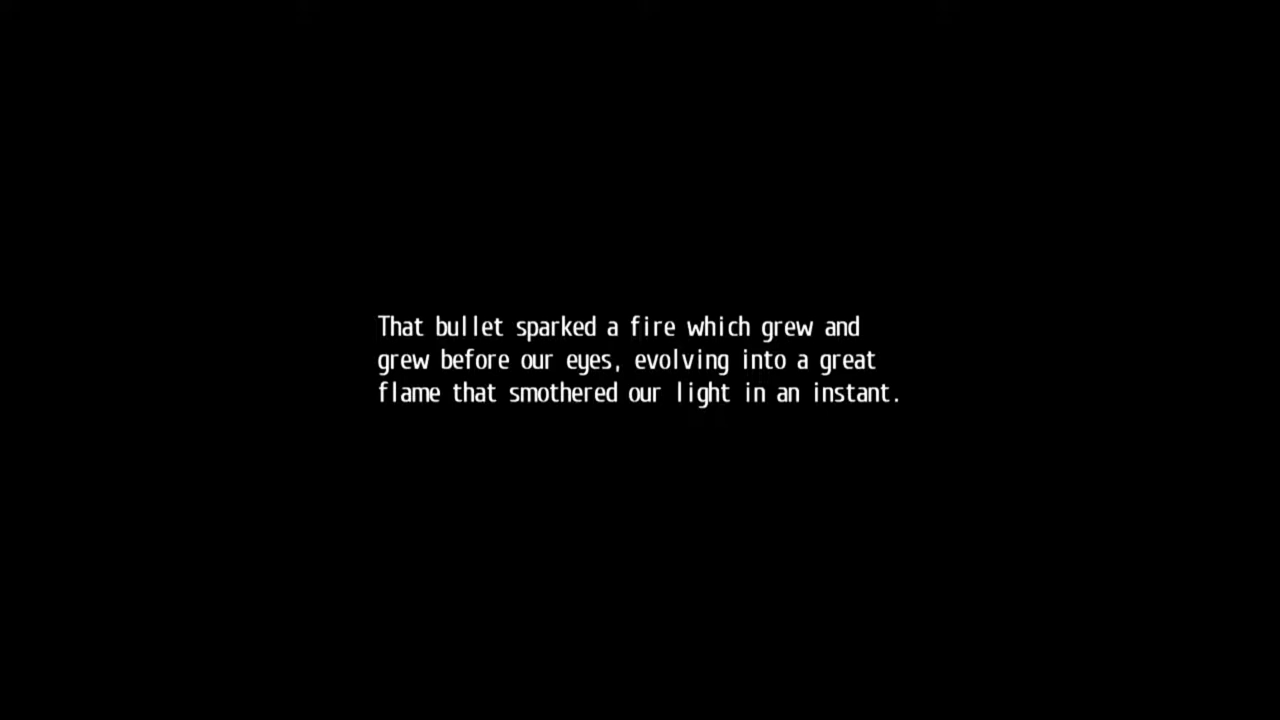 That bullet sparked a fire which grew and
grew before our eyes, evolving into a great
flame that smothered our light in an instant.